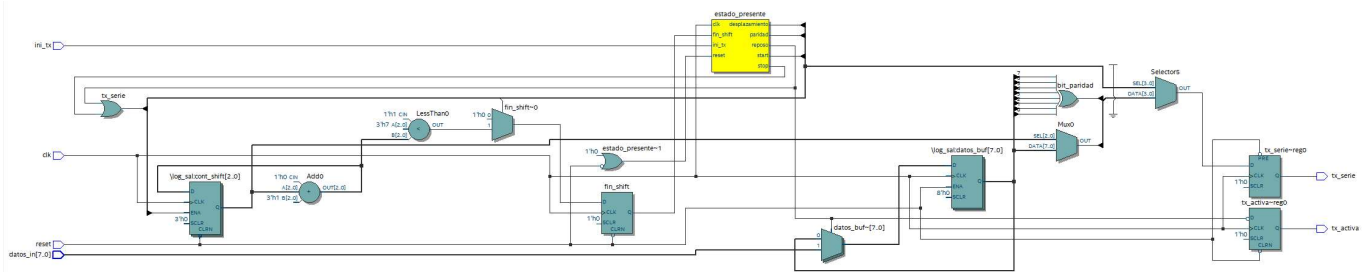 estado_presente
clk desplazamiento
fin_shift paridad
ini_tx reposo
reset start
stop
ini_tx
tx_serie
clk
reset
datos_in[7..0]
LessThan0
1'h1 CIN
3'h7 A[2..0]
B[2..0]
OUT
fin_shift~0
1'h0 0
1
estado_presente~1
1'h0
\log_sal:cont_shift[2..0]
D
CLK
ENA
3'h0 SCLR
CLRN
Q
Add0
1'h0 CIN
A[2..0]
3'h1 B[2..0]
OUT[2..0]
fin_shift
D
CLK
1'h0
SCLR
CLRN
Q
\log_sal:datos_buf[7..0]
D
CLK
ENA
8'h0
SCLR
Q
datos_buf~[7..0]
0
1
7
bit_paridad
Mux0
SEL[2..0]
DATA[7..0]
OUT
Selector5
SEL[3..0]
DATA[3..0]
OUT
tx_serie~reg0
PRE
D
CLK
1'h0
SCLR
Q
tx_serie
tx_activa~reg0
D
CLK
1'h0
SCLR
CLRN
Q
tx_activa